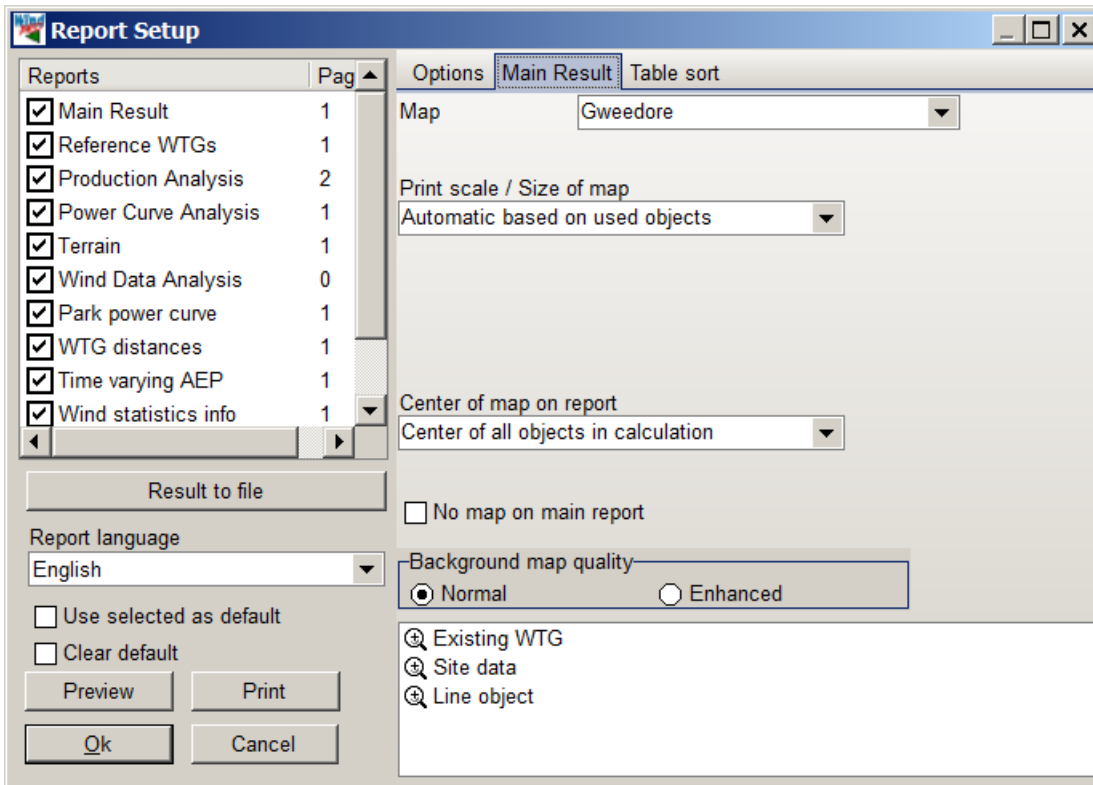 Wind
Report Setup
Reports Pag
Main Result 1
Reference WTGs 1
Production Analysis 2
Power Curve Analysis 1
Terrain 1
Wind Data Analysis 0
Park power curve 1
WTG distances 1
Time varying AEP 1
Wind statistics info 1
Result to file
Report language
English
Use selected as default
Clear default
Preview Print
Ok Cancel
Options Main Result Table sort
Map Gweedore
Print scale / Size of map
Automatic based on used objects
Center of map on report
Center of all objects in calculation
No map on main report
Background map quality
Normal Enhanced
Existing WTG
Site data
Line object